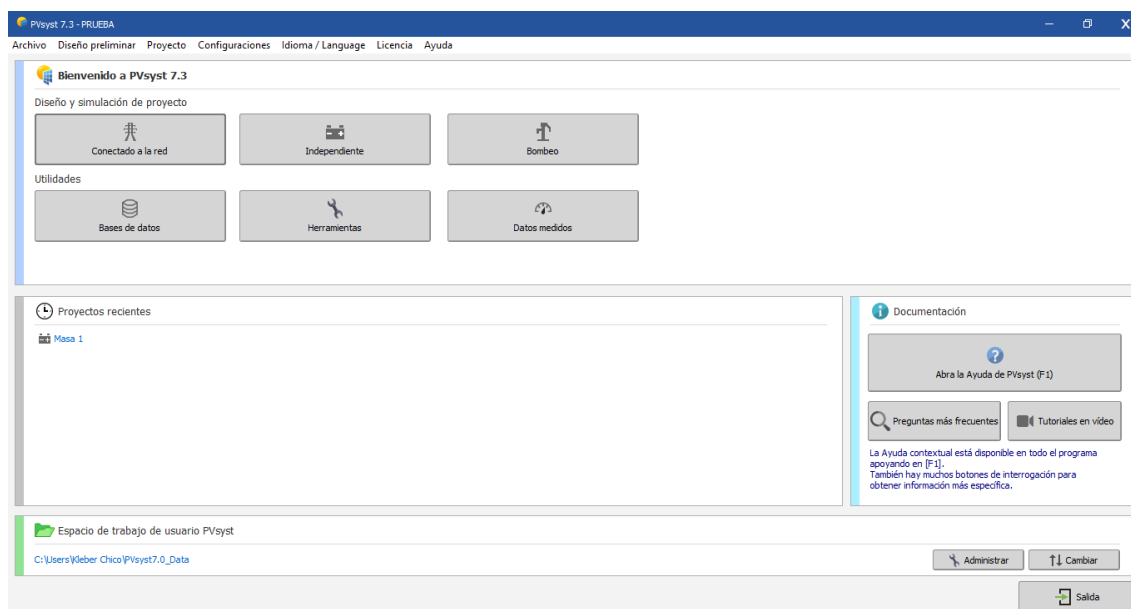 PVsyst 7.3 - PRUEBA
Archivo Diseño preliminar Proyecto Configuraciones Idioma / Language Licencia Ayuda
Bienvenido a PVsyst 7.3
Diseño y simulación de proyecto
Conectado a la red
Independiente
Bombeo
Utilidades
Bases de datos
Herramientas
Datos medidos
Proyectos recientes
Masa 1
Documentación
Abra la Ayuda de PVsyst (F1)
Preguntas más frecuentes
Tutoriales en vídeo
La Ayuda contextual está disponible en todo el programa
apoyando en [F1].
También hay muchos botones de interrogación para
obtener información más específica.
Espacio de trabajo de usuario PVsyst
C:\Users\Kleber Chico\PVsyst7.0_Data
Administrar
Cambiar
Salida